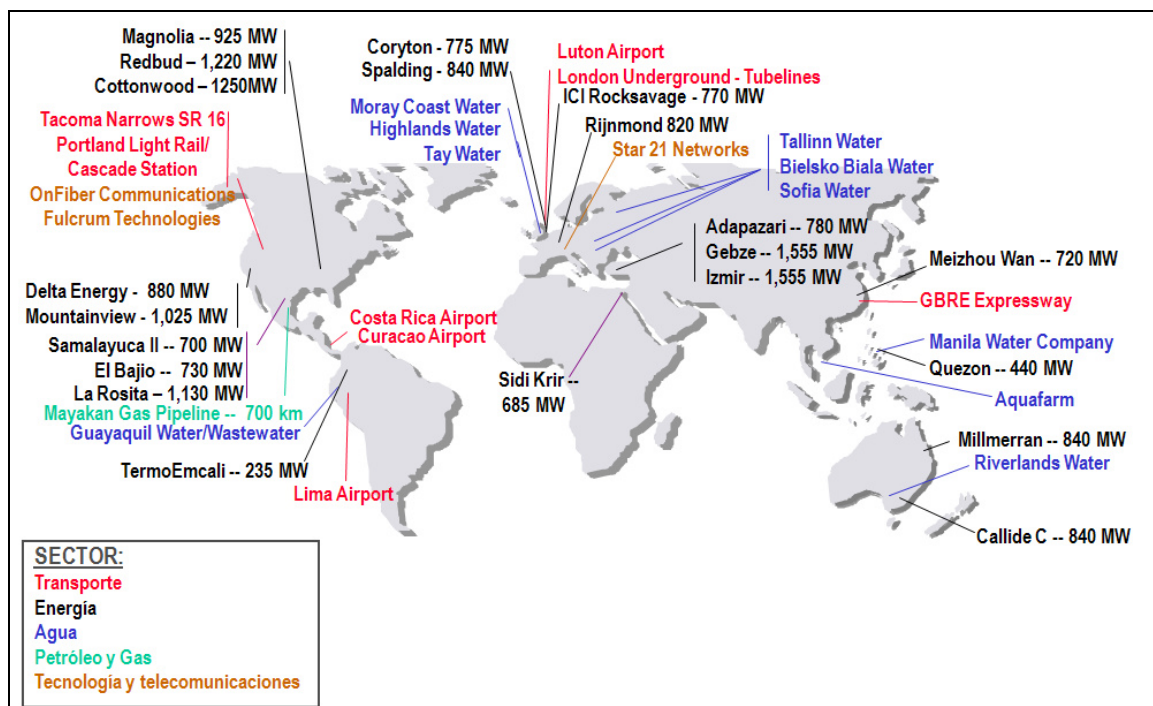 Magnolia -- 925 MW
Redbud – 1,220 MW
Cottonwood – 1250MW
Tacoma Narrows SR 16
Portland Light Rail/
Cascade Station
OnFiber Communications
Fulcrum Technologies
Delta Energy - 880 MW
Mountainview - 1,025 MW
Samalayuca II -- 700 MW
El Bajio -- 730 MW
La Rosita – 1,130 MW
Mayakan Gas Pipeline -- 700 km
Guayaquil Water/Wastewater
TermoEmcali -- 235 MW
Lima Airport
Costa Rica Airport
Curacao Airport
Coryton - 775 MW
Spalding - 840 MW
Moray Coast Water
Highlands Water
Tay Water
Luton Airport
London Underground - Tubelines
ICI Rocksavage - 770 MW
Rijnmond 820 MW
Star 21 Networks
Tallinn Water
Bielsko Biala Water
Sofia Water
Adapazari -- 780 MW
Gebze -- 1,555 MW
Izmir -- 1,555 MW
Sidi Krir --
685 MW
Meizhou Wan -- 720 MW
GBRE Expressway
Manila Water Company
Quezon -- 440 MW
Aquafarm
Millmerran -- 840 MW
Riverlands Water
Callide C -- 840 MW
SECTOR:
Transporte
Energía
Agua
Petróleo y Gas
Tecnología y telecomunicaciones